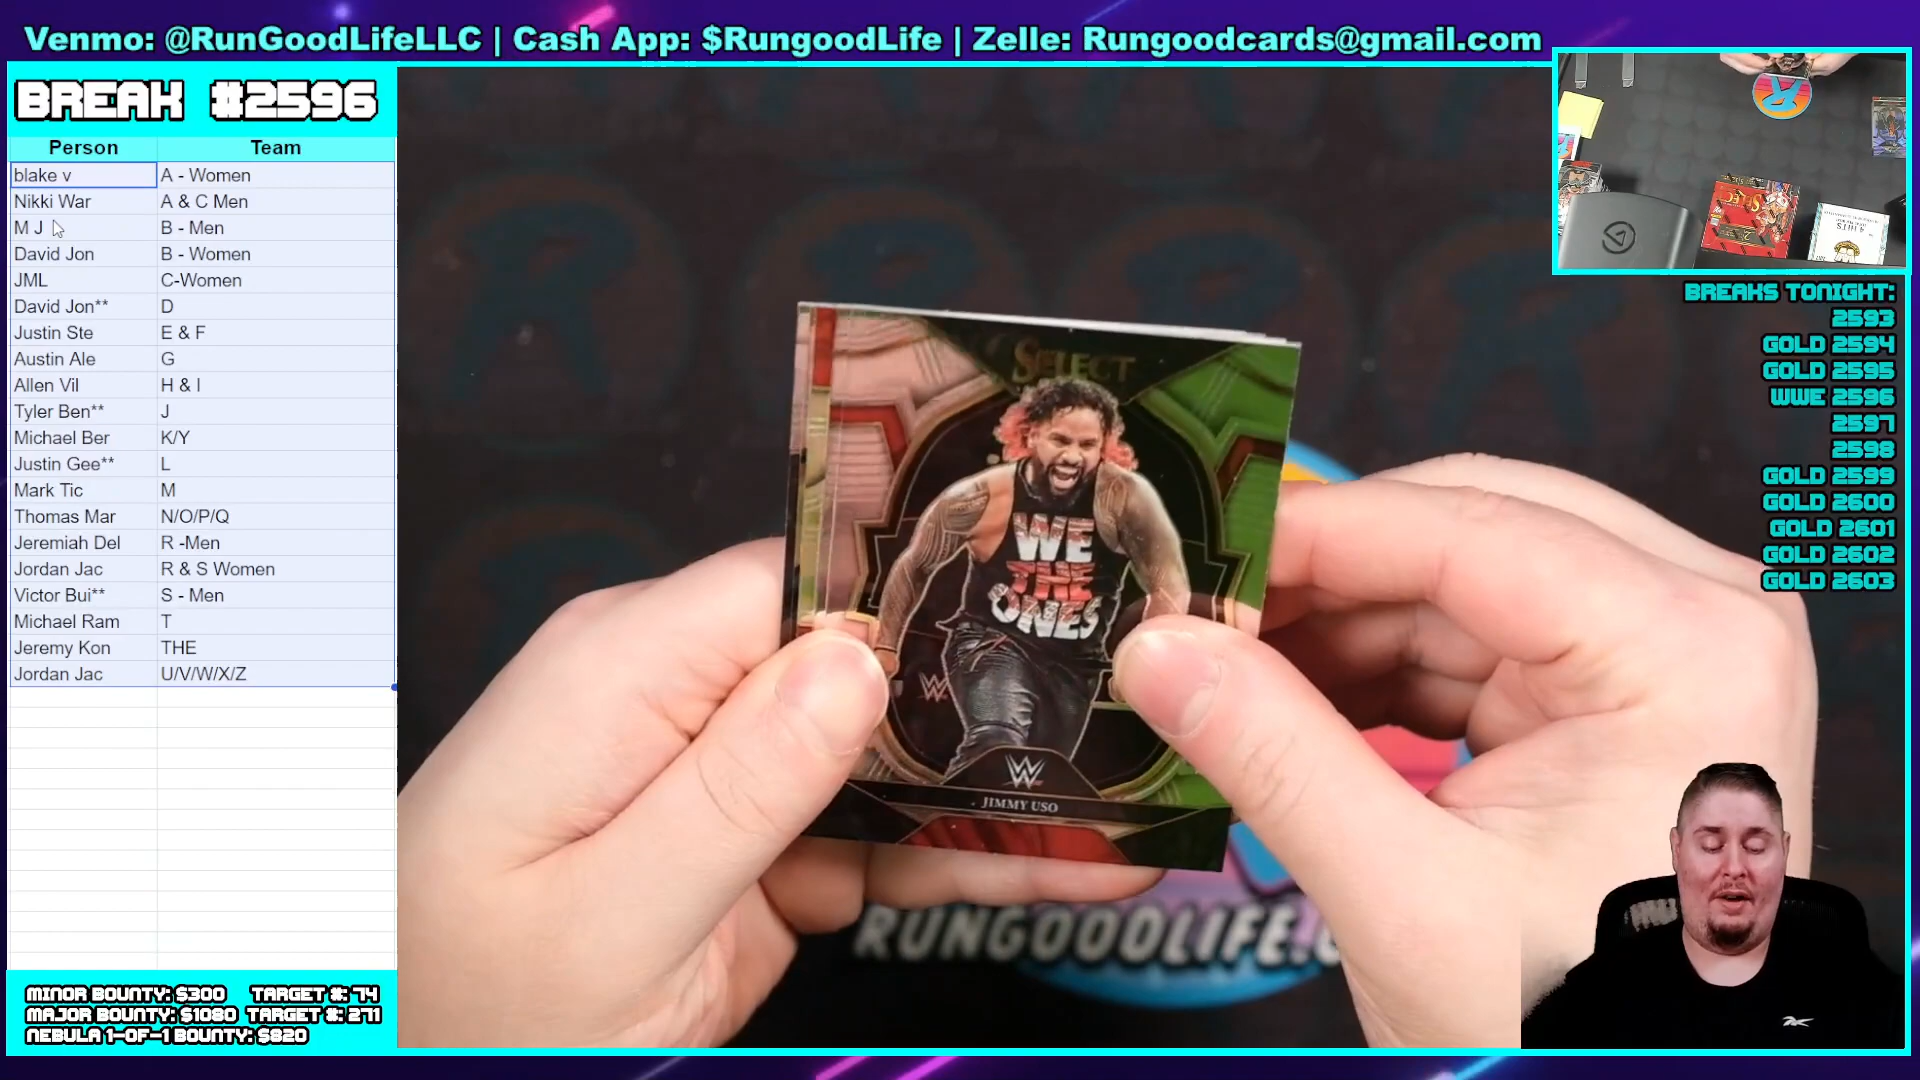 Venmo: @RunGoodLifeLLC | Cash App: $RungoodLife | Zelle: Rungoodcards@gmail.com
BREAK #2596
Person Team
blake v A - Women
Nikki War A & C Men
M J B - Men
David Jon B - Women
JML C-Women
David Jon** D
Justin Ste E & F
Austin Ale G
Allen Vil H & I
Tyler Ben** J
Michael Ber K/Y
Justin Gee** L
Mark Tic M
Thomas Mar N/O/P/Q
Jeremiah Del R -Men
Jordan Jac R & S Women
Victor Bui** S - Men
Michael Ram T
Jeremy Kon THE
Jordan Jac U/V/W/X/Z
MINOR BOUNTY: $300 TARGET #: 74
MAJOR BOUNTY: $1080 TARGET #: 271
NEBULA 1-OF-1 BOUNTY: $820
SELECT
WE
THE
ONES
W
W
JIMMY USO
RUNGOODLIFE.
SELECT
4 HITS
BREAKS TONIGHT:
2593
GOLD 2594
GOLD 2595
WWE 2596
2597
2598
GOLD 2599
GOLD 2600
GOLD 2601
GOLD 2602
GOLD 2603